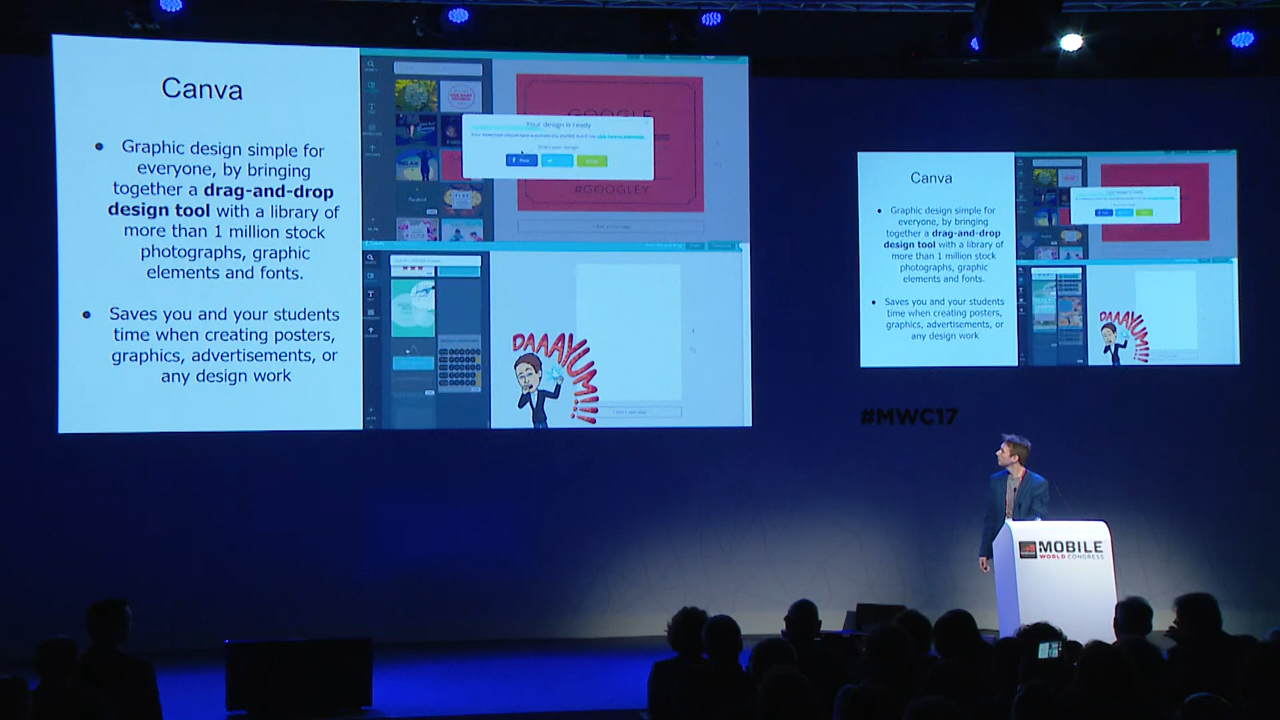 Canva
• Graphic design simple for
everyone, by bringing
together a drag-and-drop
design tool with a library of
more than 1 million stock
photographs, graphic
elements and fonts.
• Saves you and your students
time when creating posters,
graphics, advertisements, or
any design work
GOOGLE
Your design is ready
Share your design
#GOOGLEY
DAAAYUM!!!
Canva
• Graphic design simple for
everyone, by bringing
together a drag-and-drop
design tool with a library of
more than 1 million stock
photographs, graphic
elements and fonts.
• Saves you and your students
time when creating posters,
graphics, advertisements, or
any design work
DAAAYUM!!!
#MWC17
MOBILE
WORLD CONGRESS